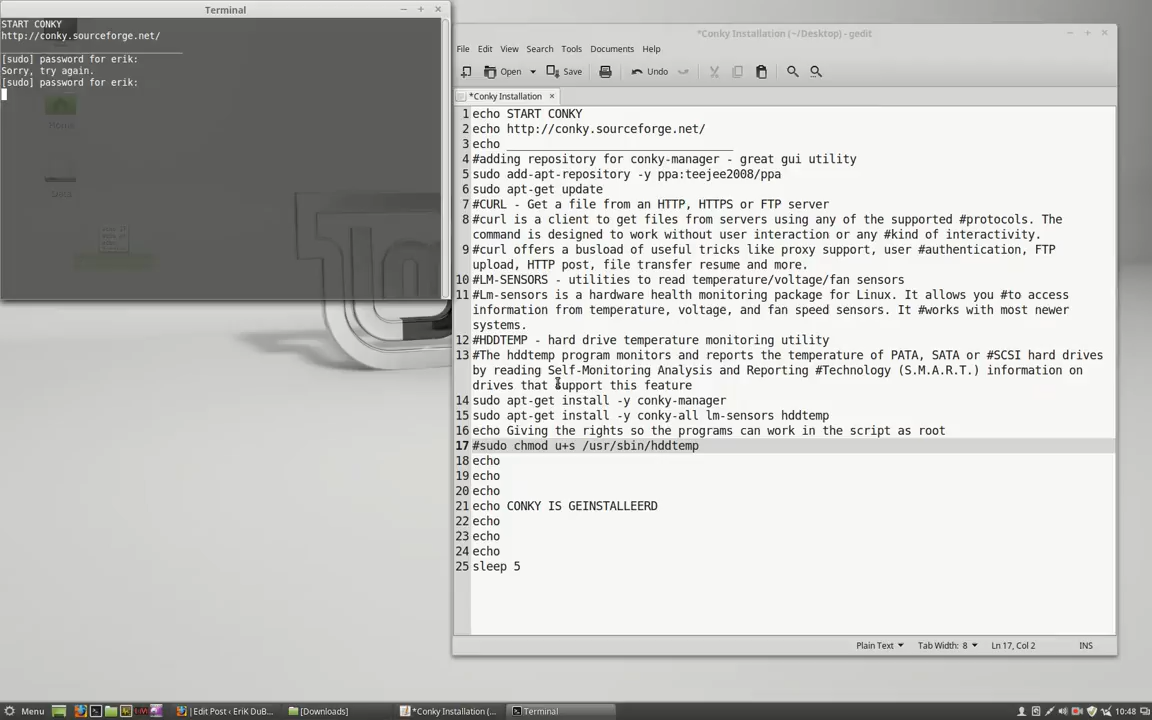 Terminal
START CONKY
http://conky.sourceforge.net/
________________________________
[sudo] password for erik:
Sorry, try again.
[sudo] password for erik:
Home
*Conky Installation (~/Desktop) - gedit
File Edit View Search Tools Documents Help
Open Save Undo
*Conky Installation ×
1 echo START CONKY
2 echo http://conky.sourceforge.net/
3 echo _________________________________
4 #adding repository for conky-manager - great gui utility
5 sudo add-apt-repository -y ppa:teejee2008/ppa
6 sudo apt-get update
7 #CURL - Get a file from an HTTP, HTTPS or FTP server
8 #curl is a client to get files from servers using any of the supported #protocols. The
command is designed to work without user interaction or any #kind of interactivity.
9 #curl offers a busload of useful tricks like proxy support, user #authentication, FTP
upload, HTTP post, file transfer resume and more.
10 #LM-SENSORS - utilities to read temperature/voltage/fan sensors
11 #Lm-sensors is a hardware health monitoring package for Linux. It allows you #to access
information from temperature, voltage, and fan speed sensors. It #works with most newer
systems.
12 #HDDTEMP - hard drive temperature monitoring utility
13 #The hddtemp program monitors and reports the temperature of PATA, SATA or #SCSI hard drives
by reading Self-Monitoring Analysis and Reporting #Technology (S.M.A.R.T.) information on
drives that support this feature
14 sudo apt-get install -y conky-manager
15 sudo apt-get install -y conky-all lm-sensors hddtemp
16 echo Giving the rights so the programs can work in the script as root
17 #sudo chmod u+s /usr/sbin/hddtemp
18 echo
19 echo
20 echo
21 echo CONKY IS GEINSTALLEERD
22 echo
23 echo
24 echo
25 sleep 5
Plain Text Tab Width: 8 Ln 17, Col 2 INS
Menu [Edit Post ‹ EriK DuB... [Downloads] *Conky Installation (... Terminal 10:48